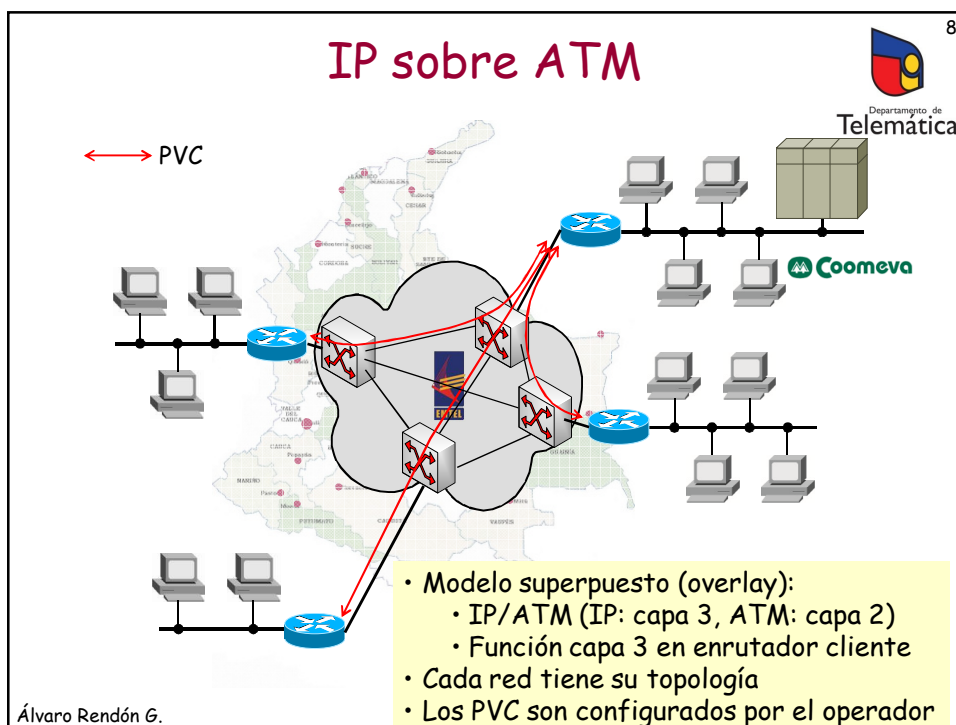 8
IP sobre ATM
Departamento de
Telemática
PVC
Coomeva
EMTEL
• Modelo superpuesto (overlay):
• IP/ATM (IP: capa 3, ATM: capa 2)
• Función capa 3 en enrutador cliente
• Cada red tiene su topología
• Los PVC son configurados por el operador
Álvaro Rendón G.